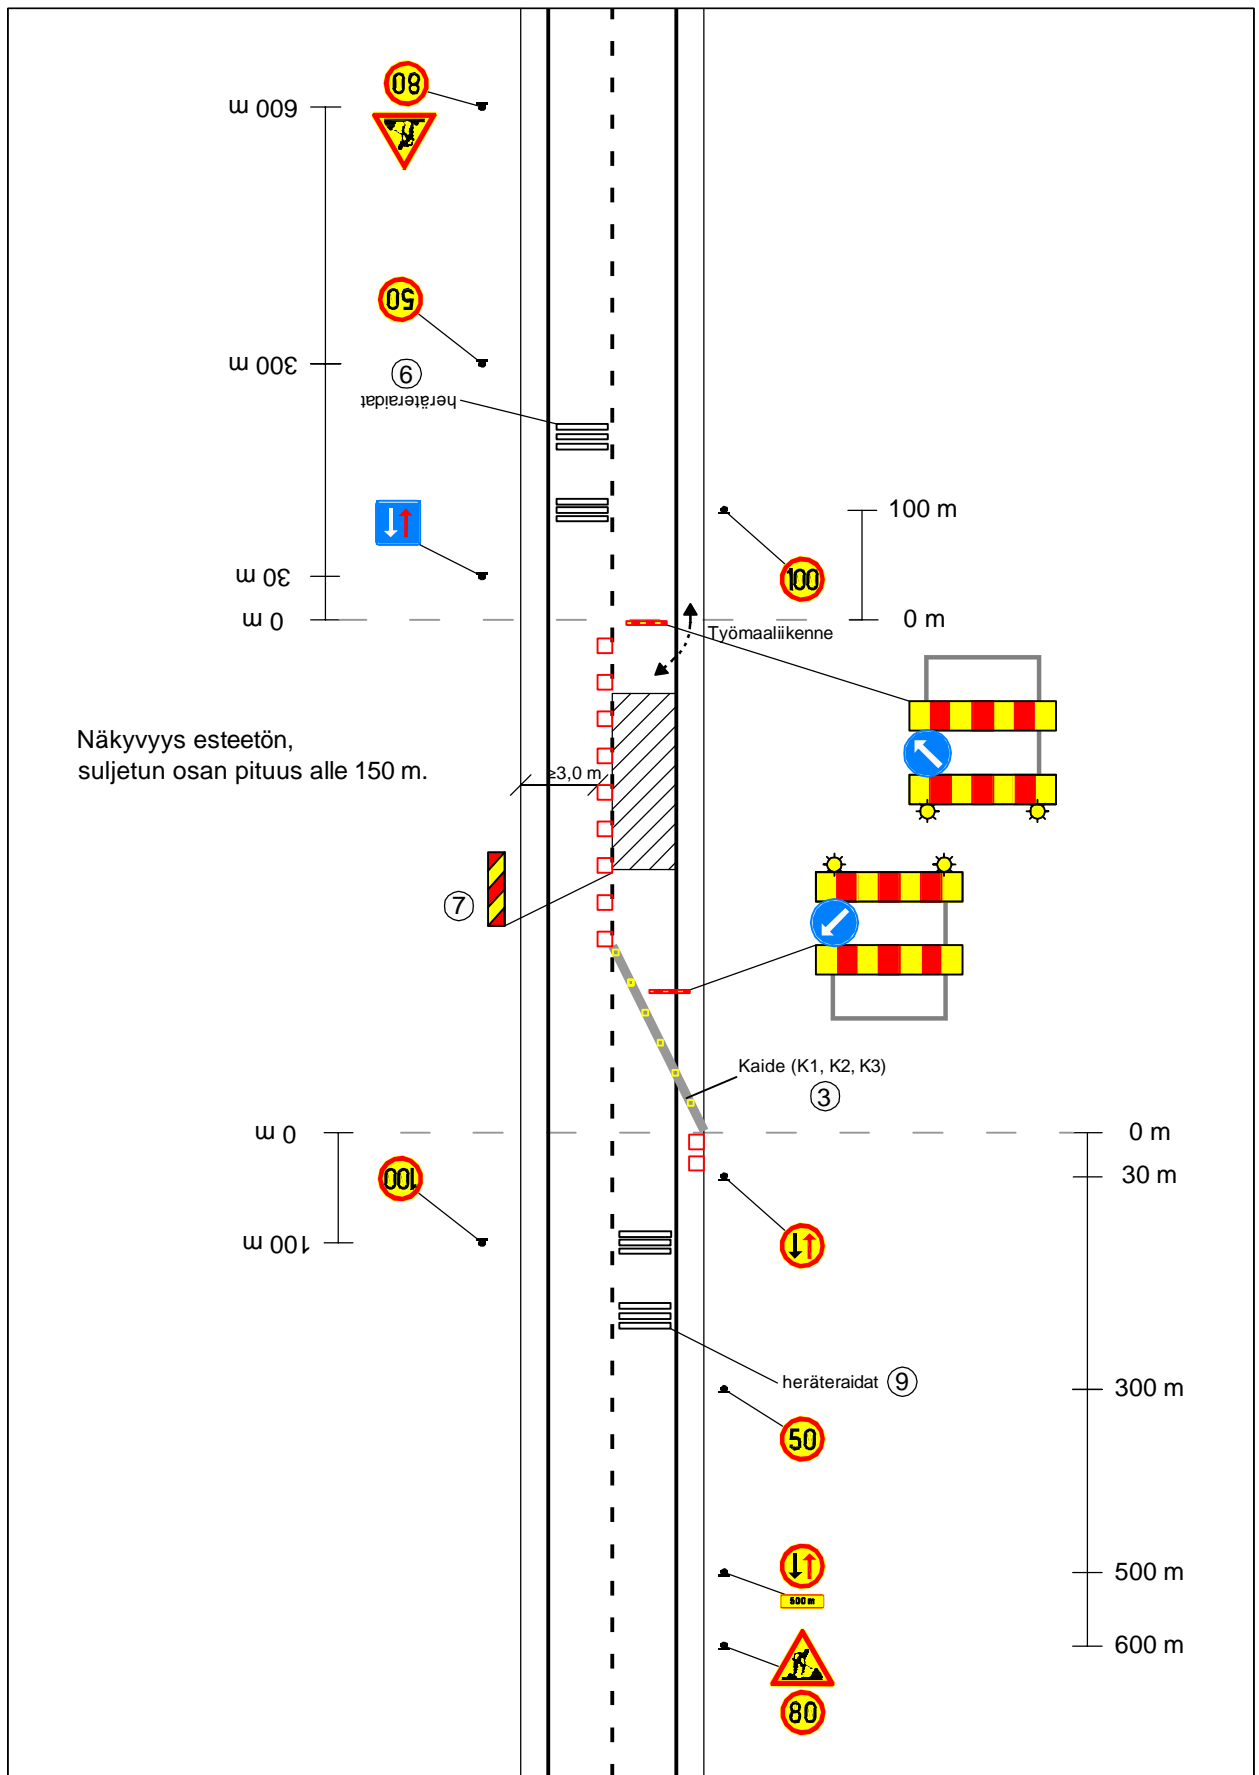 80
600 m
50
300 m
6
heräteraidat
100 m
30 m
100
0 m
0 m
Työmaaliikenne
Näkyvyys esteetön,
suljetun osan pituus alle 150 m.
≥3,0 m
7
Kaide (K1, K2, K3)
3
0 m
0 m
30 m
100
100 m
heräteraidat 9
300 m
50
500 m
500 m
600 m
80